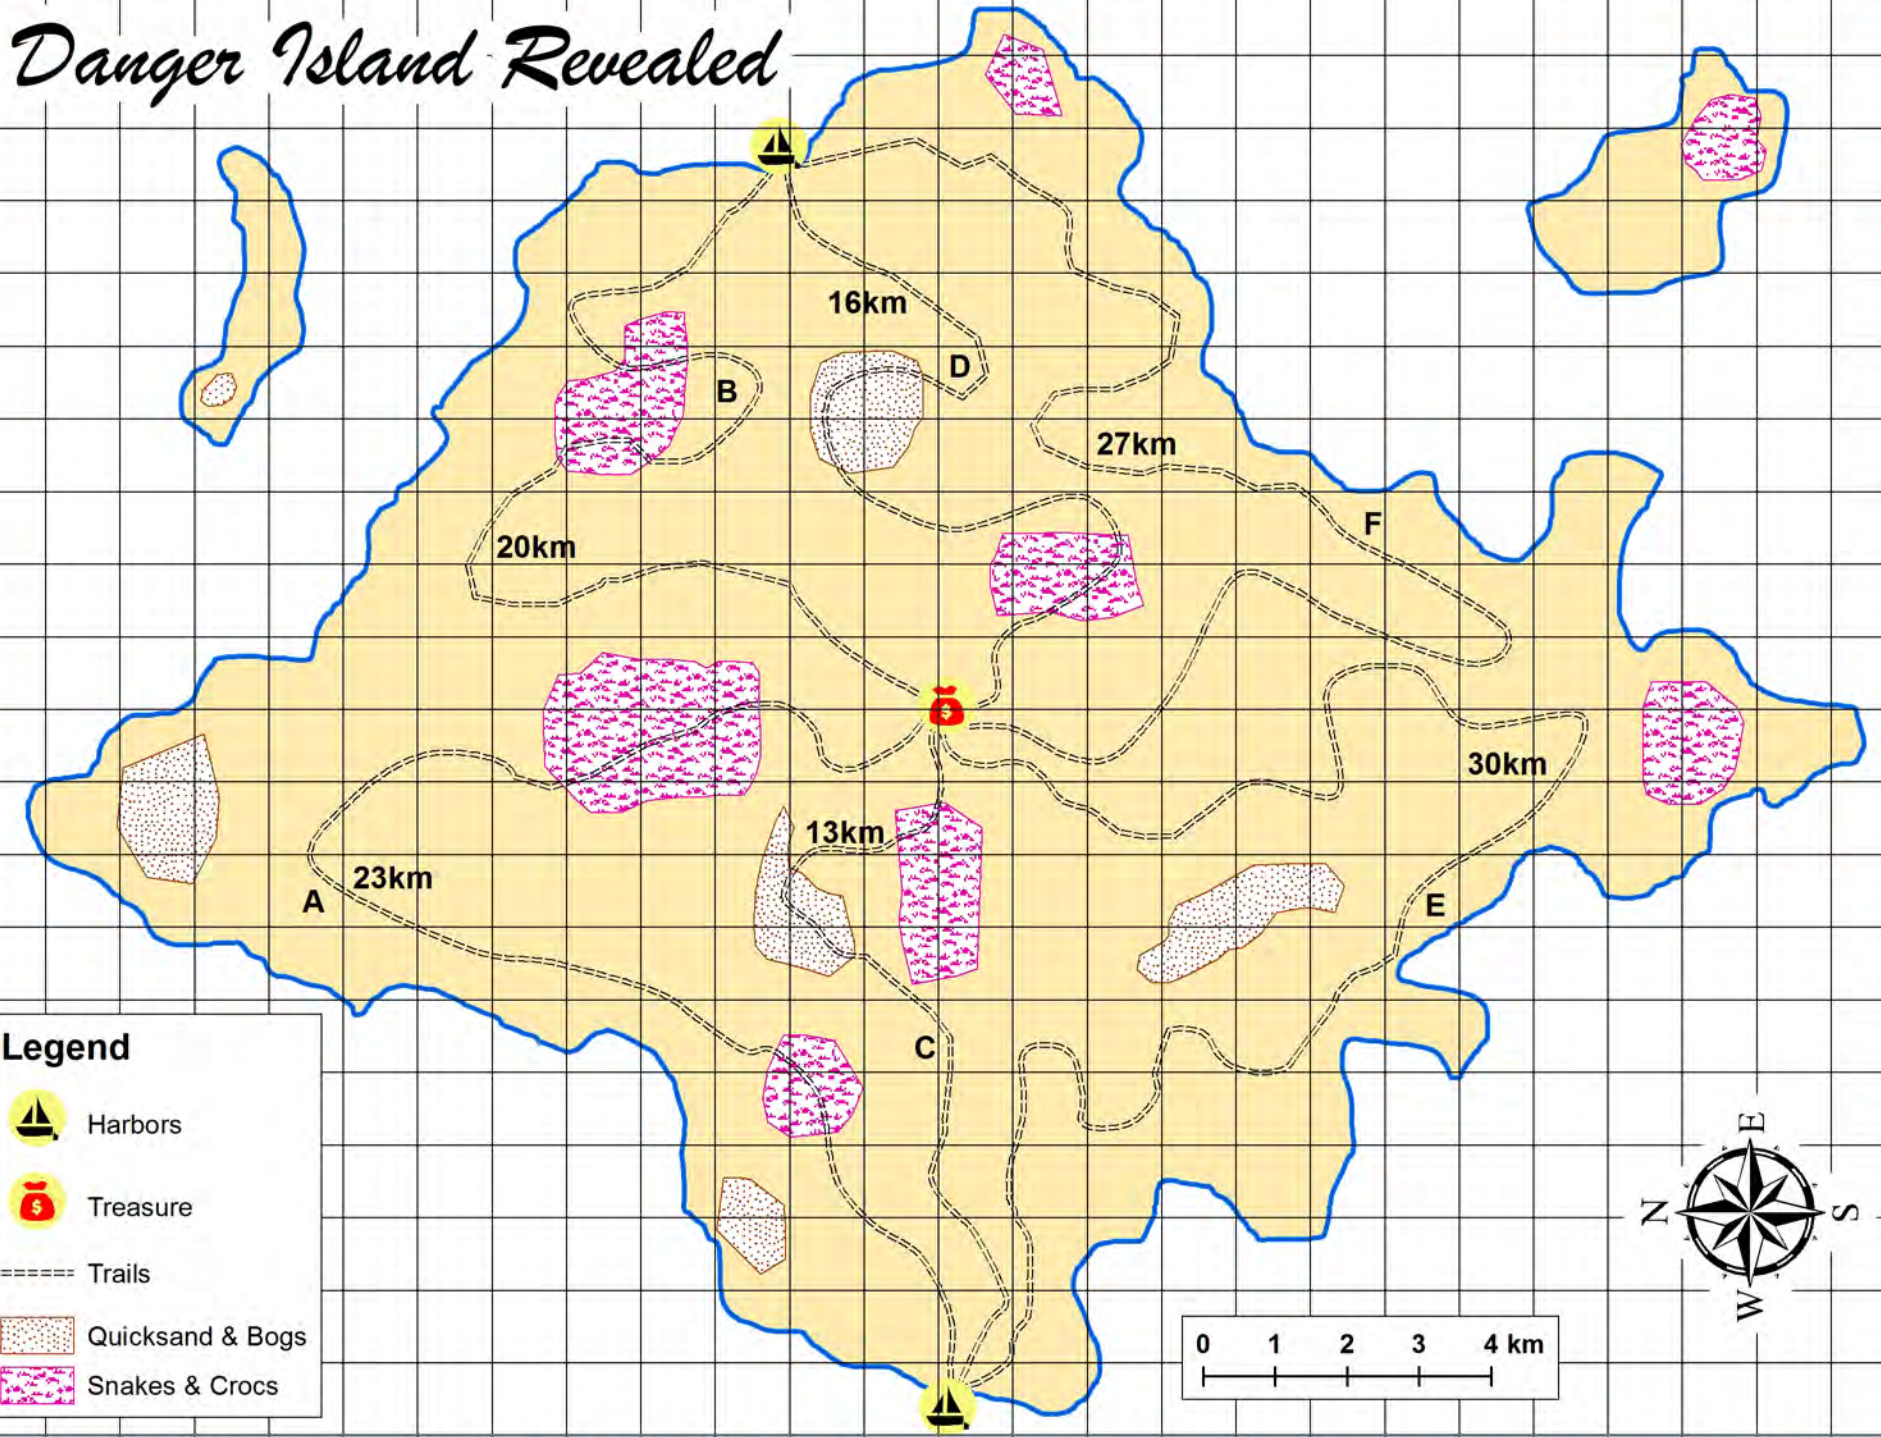 Danger Island Revealed
16km
D
B
27km
F
20km
30km
13km
23km
A
E
C
Legend
Harbors
$ Treasure
Trails
Quicksand & Bogs
Snakes & Crocs
E
N
S
W
0 1 2 3 4 km
$